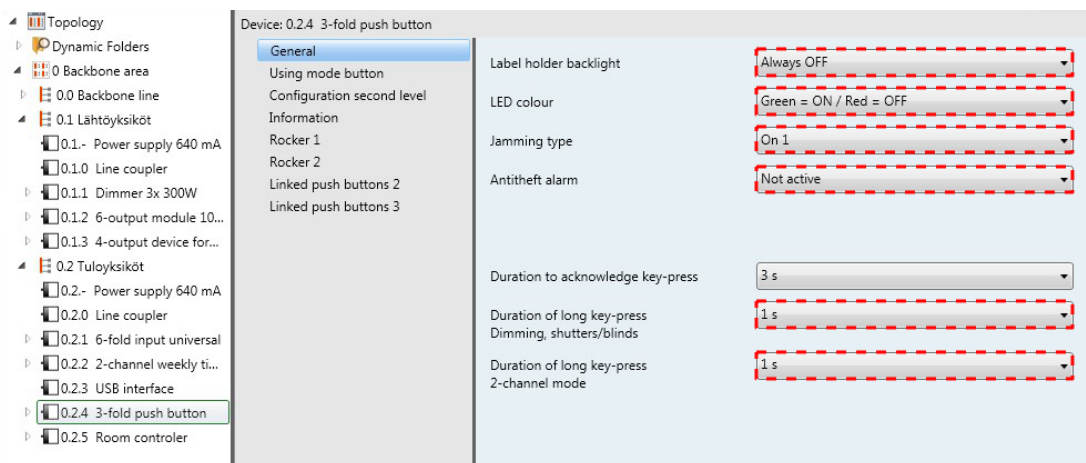 Topology
Dynamic Folders
0 Backbone area
0.0 Backbone line
0.1 Lähtöyksiköt
0.1.- Power supply 640 mA
0.1.0 Line coupler
0.1.1 Dimmer 3x 300W
0.1.2 6-output module 10...
0.1.3 4-output device for...
0.2 Tuloyksiköt
0.2.- Power supply 640 mA
0.2.0 Line coupler
0.2.1 6-fold input universal
0.2.2 2-channel weekly ti...
0.2.3 USB interface
0.2.4 3-fold push button
0.2.5 Room controler
Device: 0.2.4 3-fold push button
General
Using mode button
Configuration second level
Information
Rocker 1
Rocker 2
Linked push buttons 2
Linked push buttons 3
Label holder backlight Always OFF
LED colour Green = ON / Red = OFF
Jamming type On 1
Antitheft alarm Not active
Duration to acknowledge key-press 3 s
Duration of long key-press 1 s
Dimming, shutters/blinds
Duration of long key-press 1 s
2-channel mode